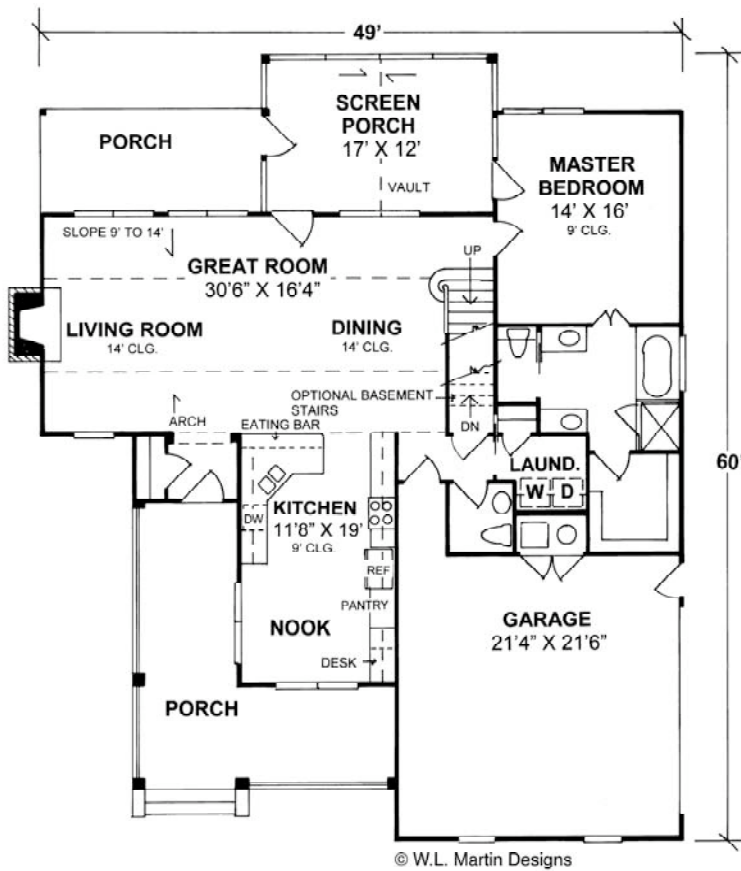 49'
SCREEN
PORCH
17' X 12'
VAULT
PORCH
MASTER
BEDROOM
14' X 16'
9' CLG.
SLOPE 9' TO 14'
UP
GREAT ROOM
30'6" X 16'4"
LIVING ROOM
14' CLG.
DINING
14' CLG.
OPTIONAL BASEMENT
STAIRS
ARCH
EATING BAR
DN
60'
LAUND.
W D
KITCHEN
11'8" X 19'
9' CLG.
DW
REF
PANTRY
NOOK
DESK
GARAGE
21'4" X 21'6"
PORCH
© W.L. Martin Designs